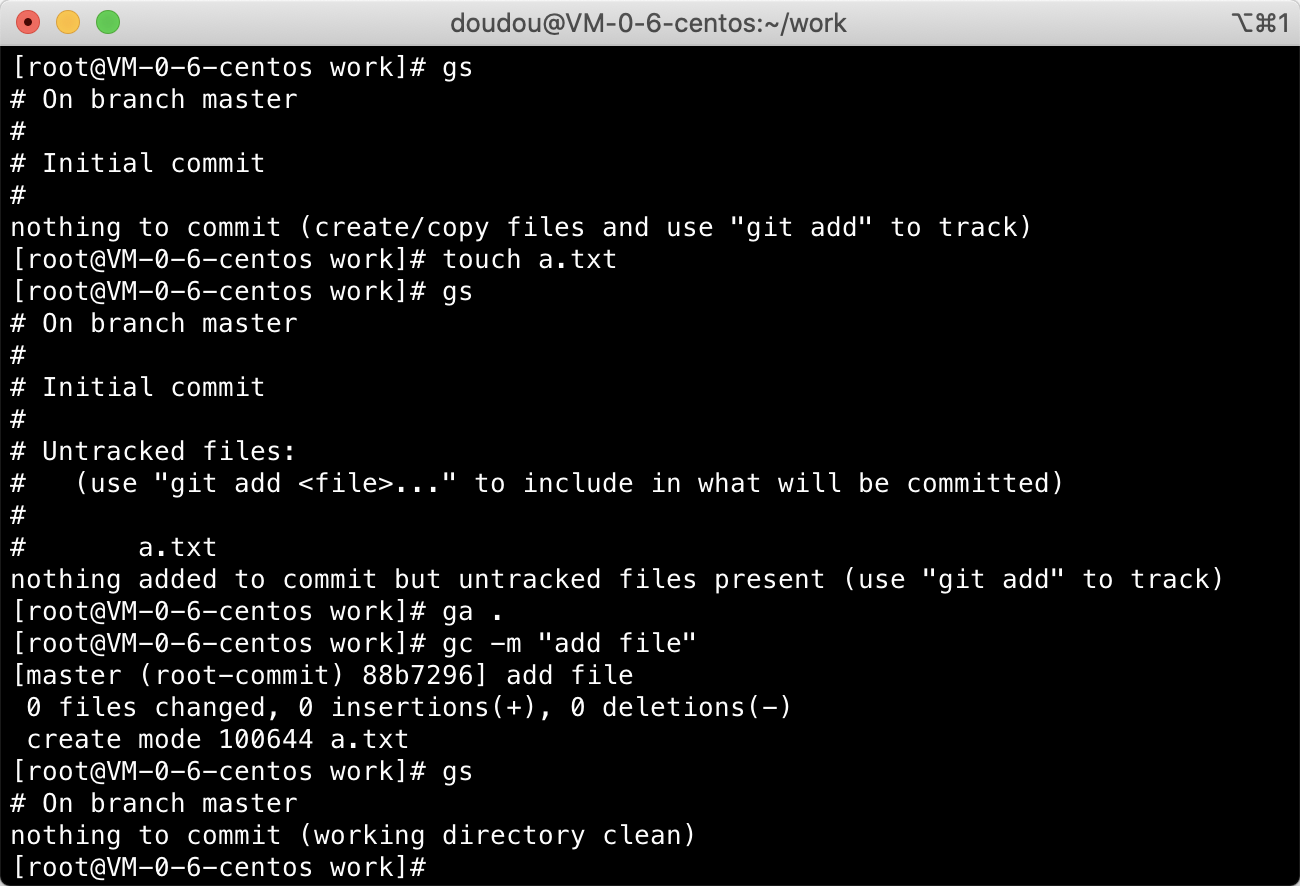 doudou@VM-0-6-centos:~/work ⌥⌘1
[root@VM-0-6-centos work]# gs
# On branch master
#
# Initial commit
#
nothing to commit (create/copy files and use "git add" to track)
[root@VM-0-6-centos work]# touch a.txt
[root@VM-0-6-centos work]# gs
# On branch master
#
# Initial commit
#
# Untracked files:
#   (use "git add <file>..." to include in what will be committed)
#
#       a.txt
nothing added to commit but untracked files present (use "git add" to track)
[root@VM-0-6-centos work]# ga .
[root@VM-0-6-centos work]# gc -m "add file"
[master (root-commit) 88b7296] add file
 0 files changed, 0 insertions(+), 0 deletions(-)
 create mode 100644 a.txt
[root@VM-0-6-centos work]# gs
# On branch master
nothing to commit (working directory clean)
[root@VM-0-6-centos work]#